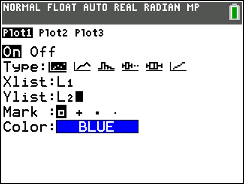 NORMAL FLOAT AUTO REAL RADIAN MP
Plot1 Plot2 Plot3
On Off
Type:
Xlist:L₁
Ylist:L₂
Mark :
Color: BLUE